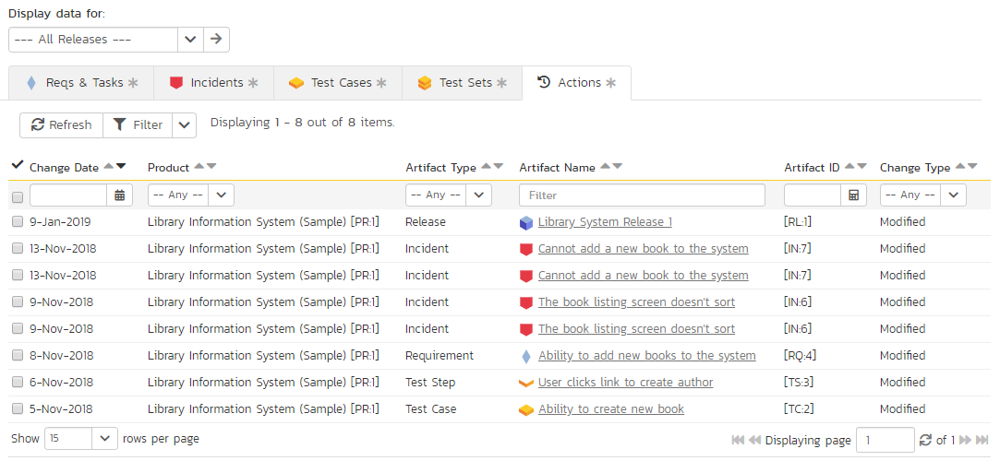 Display data for:
--- All Releases ---
Reqs & Tasks Incidents Test Cases Test Sets Actions
Refresh Filter Displaying 1 - 8 out of 8 items.
Change Date Product Artifact Type Artifact Name Artifact ID Change Type
-- Any -- -- Any -- Filter -- Any --
9-Jan-2019 Library Information System (Sample) [PR:1] Release Library System Release 1 [RL:1] Modified
13-Nov-2018 Library Information System (Sample) [PR:1] Incident Cannot add a new book to the system [IN:7] Modified
13-Nov-2018 Library Information System (Sample) [PR:1] Incident Cannot add a new book to the system [IN:7] Modified
9-Nov-2018 Library Information System (Sample) [PR:1] Incident The book listing screen doesn't sort [IN:6] Modified
9-Nov-2018 Library Information System (Sample) [PR:1] Incident The book listing screen doesn't sort [IN:6] Modified
8-Nov-2018 Library Information System (Sample) [PR:1] Requirement Ability to add new books to the system [RQ:4] Modified
6-Nov-2018 Library Information System (Sample) [PR:1] Test Step User clicks link to create author [TS:3] Modified
5-Nov-2018 Library Information System (Sample) [PR:1] Test Case Ability to create new book [TC:2] Modified
Show 15 rows per page Displaying page 1 of 1